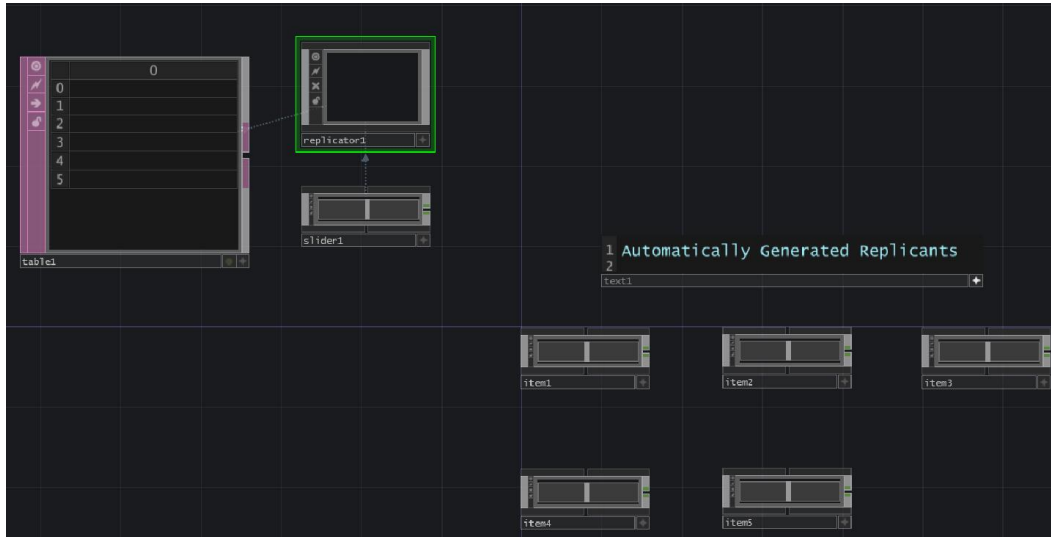 0
0
1
2
3
4
5
table1
replicator1
slider1
1 Automatically Generated Replicants
2
text1
item1
item2
item3
item4
item5